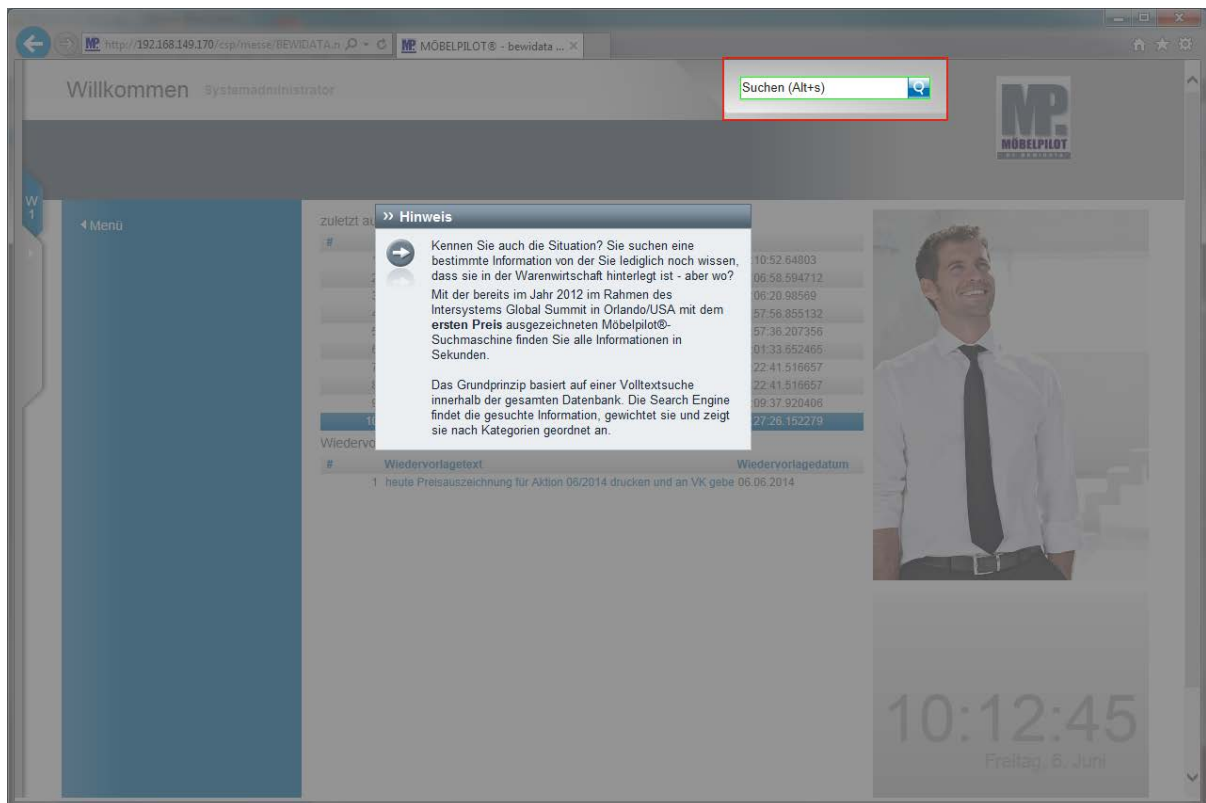 http://192.168.149.170/csp/messe/BEWIDATA.n
MÖBELPILOT® - bewidata ...
Willkommen Systemadministrator
Suchen (Alt+s)
MP.
MÖBELPILOT
W
1
Menü
zuletzt au
#
10:52.64803
06:58.594712
06:20.98569
57:56.855132
57:36.207356
01:33.652465
22:41.516657
22:41.516657
09:37.920406
10
27:26.152279
>> Hinweis
Kennen Sie auch die Situation? Sie suchen eine
bestimmte Information von der Sie lediglich noch wissen,
dass sie in der Warenwirtschaft hinterlegt ist - aber wo?
Mit der bereits im Jahr 2012 im Rahmen des
Intersystems Global Summit in Orlando/USA mit dem
ersten Preis ausgezeichneten Möbelpilot®-
Suchmaschine finden Sie alle Informationen in
Sekunden.
Das Grundprinzip basiert auf einer Volltextsuche
innerhalb der gesamten Datenbank. Die Search Engine
findet die gesuchte Information, gewichtet sie und zeigt
sie nach Kategorien geordnet an.
Wiedervo
# Wiedervorlagetext Wiedervorlagedatum
1 heute Preisauszeichnung für Aktion 06/2014 drucken und an VK gebe 06.06.2014
10:12:45
Freitag, 6. Juni